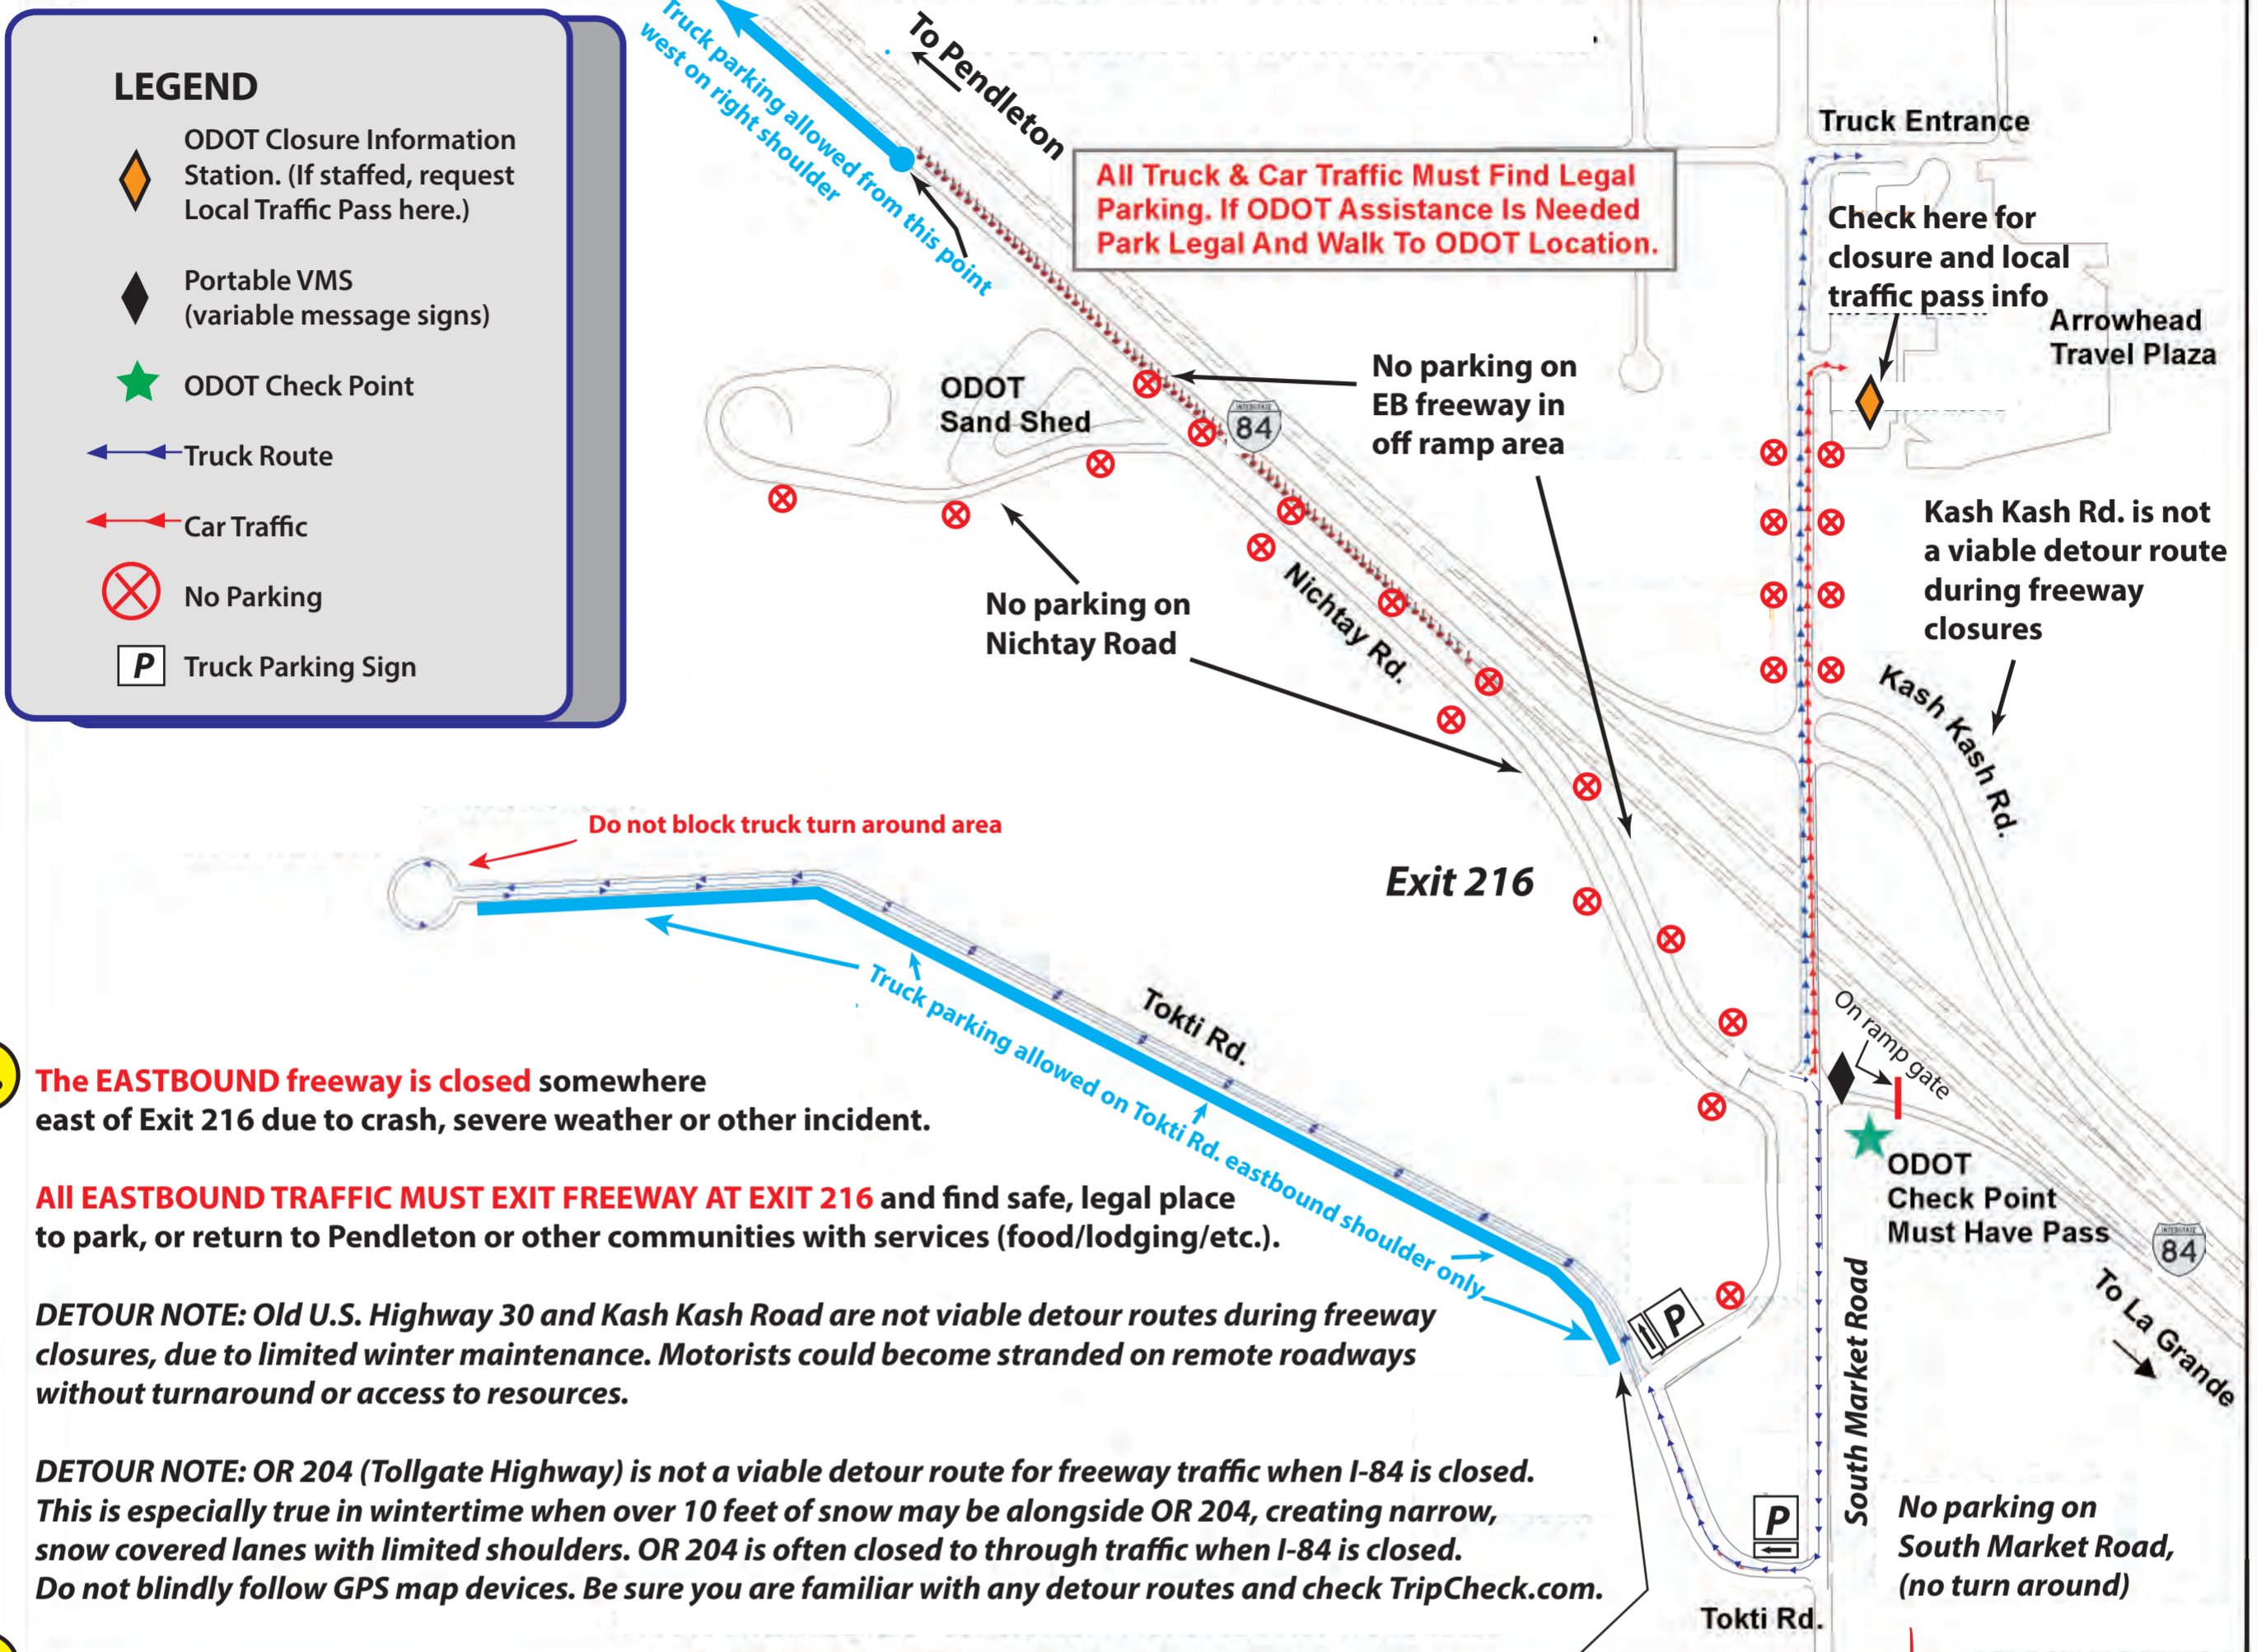 LEGEND
ODOT Closure Information
Station. (If staffed, request
Local Traffic Pass here.)
Portable VMS
(variable message signs)
ODOT Check Point
Truck Route
Car Traffic
No Parking
P
Truck Parking Sign
Truck parking allowed from this point
west on right shoulder
To Pendleton
All Truck & Car Traffic Must Find Legal
Parking. If ODOT Assistance Is Needed
Park Legal And Walk To ODOT Location.
Truck Entrance
Check here for
closure and local
traffic pass info
Arrowhead
Travel Plaza
ODOT
Sand Shed
INTERSTATE
84
No parking on
EB freeway in
off ramp area
Kash Kash Rd. is not
a viable detour route
during freeway
closures
No parking on
Nichtay Road
Nichtay Rd.
Kash Kash Rd.
Do not block truck turn around area
Exit 216
Truck parking allowed on Tokti Rd. eastbound shoulder only
Tokti Rd.
On ramp gate
ODOT
Check Point
Must Have Pass
INTERSTATE
84
To La Grande
The EASTBOUND freeway is closed somewhere
east of Exit 216 due to crash, severe weather or other incident.
All EASTBOUND TRAFFIC MUST EXIT FREEWAY AT EXIT 216 and find safe, legal place
to park, or return to Pendleton or other communities with services (food/lodging/etc.).
DETOUR NOTE: Old U.S. Highway 30 and Kash Kash Road are not viable detour routes during freeway
closures, due to limited winter maintenance. Motorists could become stranded on remote roadways
without turnaround or access to resources.
DETOUR NOTE: OR 204 (Tollgate Highway) is not a viable detour route for freeway traffic when I-84 is closed.
This is especially true in wintertime when over 10 feet of snow may be alongside OR 204, creating narrow,
snow covered lanes with limited shoulders. OR 204 is often closed to through traffic when I-84 is closed.
Do not blindly follow GPS map devices. Be sure you are familiar with any detour routes and check TripCheck.com.
P
South Market Road
P
No parking on
South Market Road,
(no turn around)
Tokti Rd.